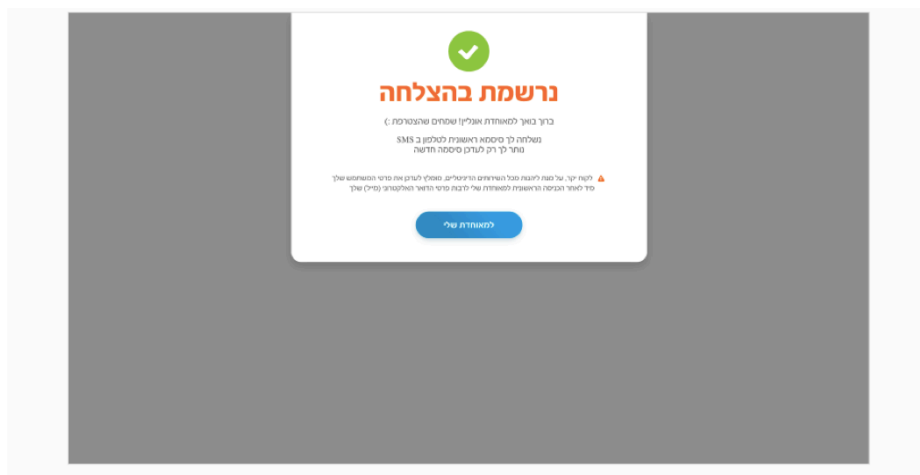 נרשמת בהצלחה
ברוך בואך למאוחדת אונליין! שמחים שהצטרפת :)
נשלחה לך סיסמא ראשונית לטלפון ב SMS
נותר לך רק לעדכן סיסמה חדשה
לקוח יקר, על מנת ליהנות מכל השירותים הדיגיטליים, מומלץ לעדכן את פרטי המשתמש שלך
מיד לאחר הכניסה הראשונית למאוחדת שלי לרבות פרטי הדואר האלקטרוני (מייל) שלך
למאוחדת שלי